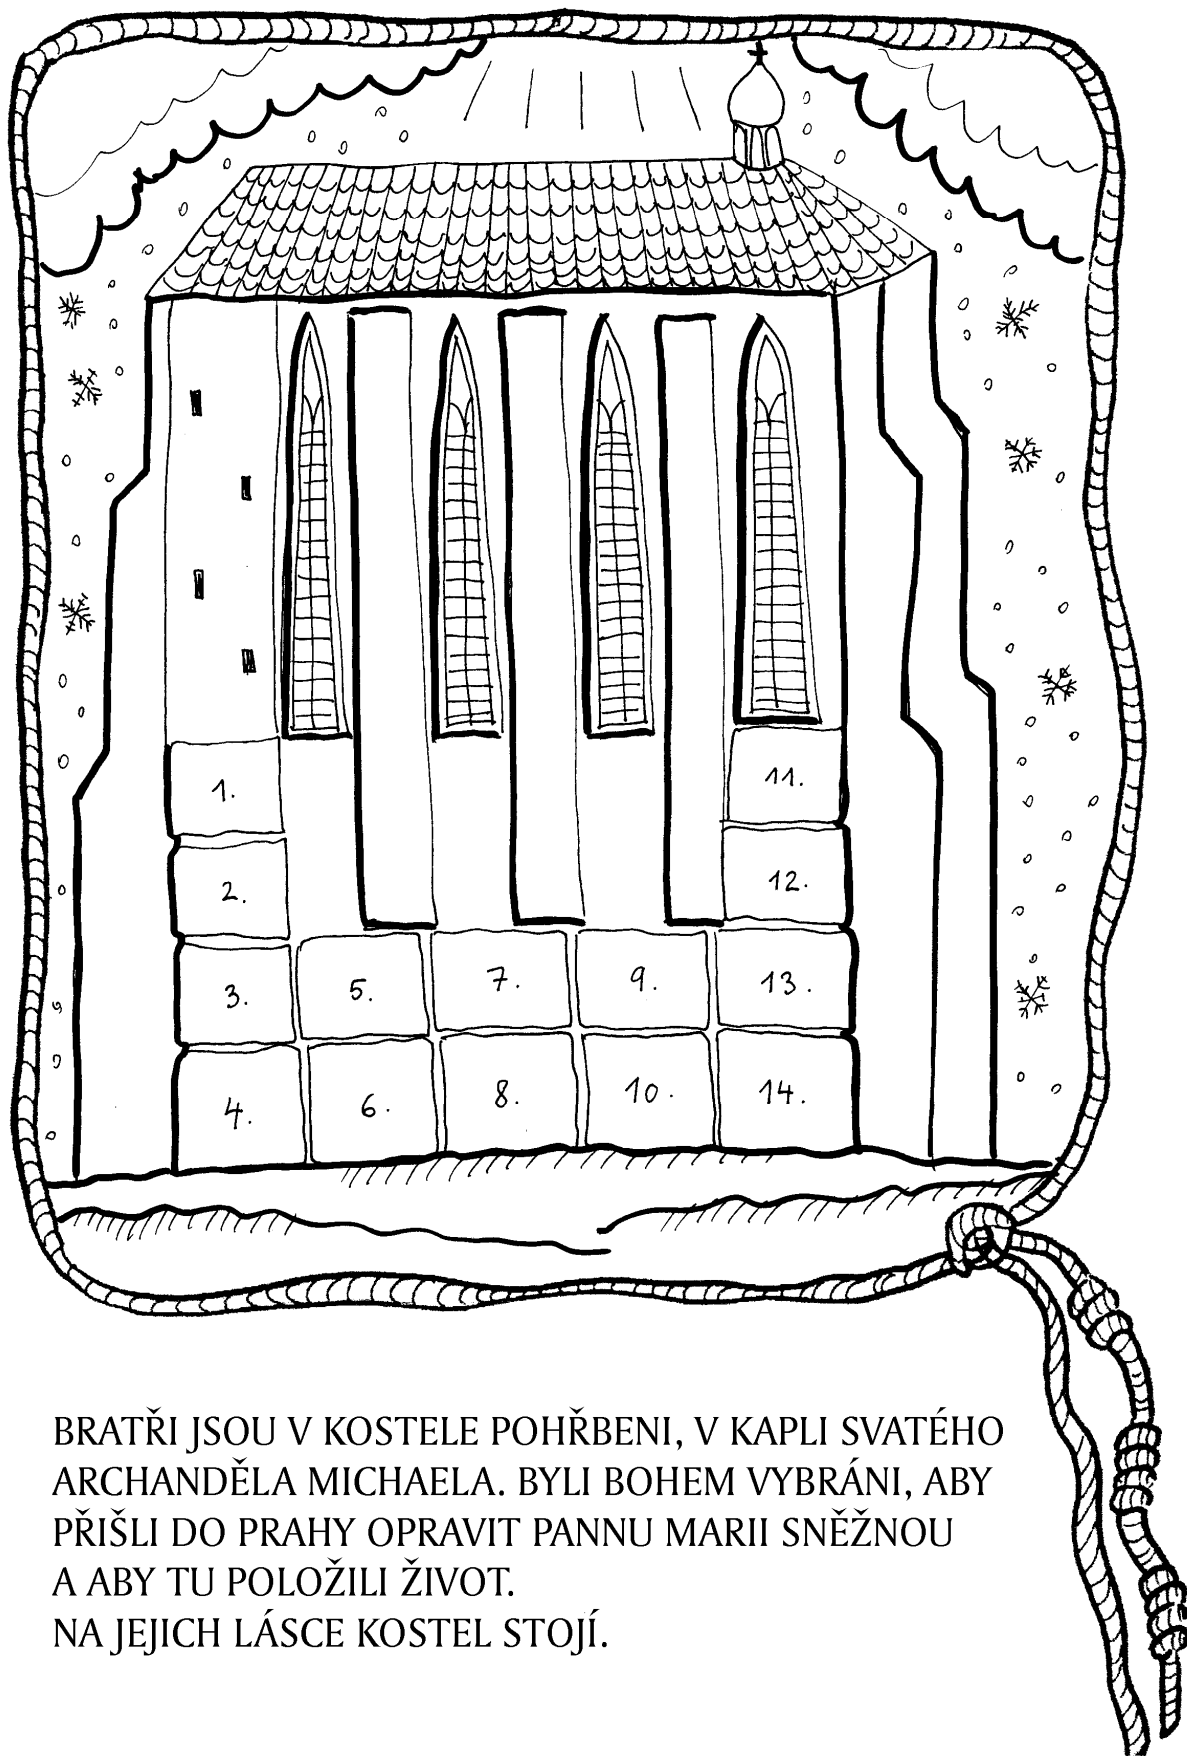 1.
11.
2.
12.
3.
5.
7.
9.
13.
4.
6.
8.
10.
14.
BRATŘI JSOU V KOSTELE POHŘBENI, V KAPLI SVATÉHO
ARCHANDĚLA MICHAELA. BYLI BOHEM VYBRÁNI, ABY
PŘIŠLI DO PRAHY OPRAVIT PANNU MARII SNĚŽNOU
A ABY TU POLOŽILI ŽIVOT.
NA JEJICH LÁSCE KOSTEL STOJÍ.